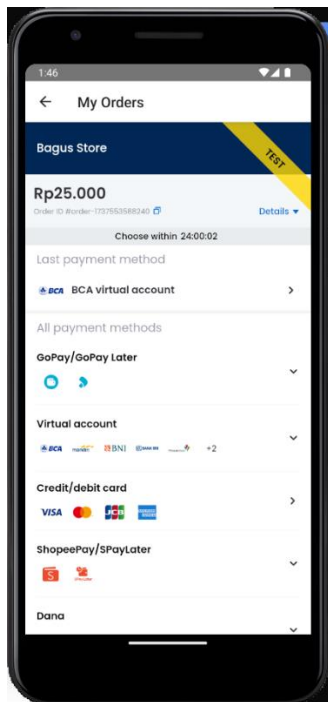 1:46
My Orders
Bagus Store
TEST
Rp25.000
Order ID #order-1737553588240
Details
Choose within 24:00:02
Last payment method
BCA BCA virtual account
All payment methods
GoPay/GoPay Later
Virtual account
BCA mandiri BNI +2
Credit/debit card
VISA JCB
ShopeePay/SPayLater
S
Dana